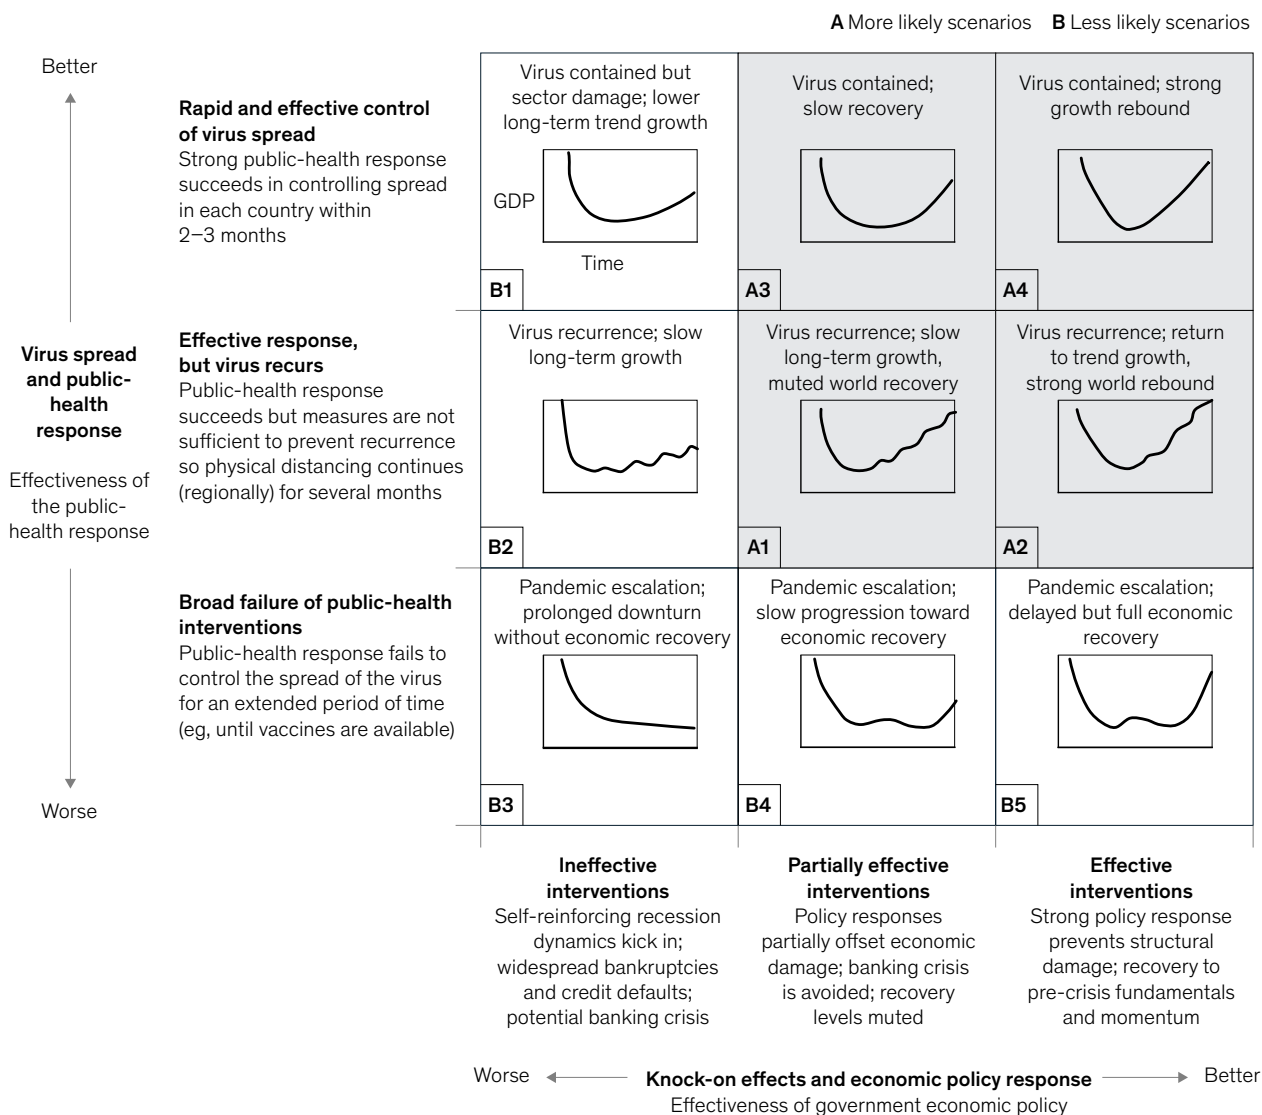 A More likely scenarios B Less likely scenarios
Better
Rapid and effective control
of virus spread
Strong public-health response
succeeds in controlling spread
in each country within
2–3 months
Virus contained but
sector damage; lower
long-term trend growth
GDP
Time
B1
Virus contained;
slow recovery
A3
Virus contained; strong
growth rebound
A4
Virus spread
and public-
health
response
Effectiveness of
the public-
health response
Effective response,
but virus recurs
Public-health response
succeeds but measures are not
sufficient to prevent recurrence
so physical distancing continues
(regionally) for several months
Virus recurrence; slow
long-term growth
B2
Virus recurrence; slow
long-term growth,
muted world recovery
A1
Virus recurrence; return
to trend growth,
strong world rebound
A2
Broad failure of public-health
interventions
Public-health response fails to
control the spread of the virus
for an extended period of time
(eg, until vaccines are available)
Pandemic escalation;
prolonged downturn
without economic recovery
B3
Pandemic escalation;
slow progression toward
economic recovery
B4
Pandemic escalation;
delayed but full economic
recovery
B5
Worse
Ineffective
interventions
Self-reinforcing recession
dynamics kick in;
widespread bankruptcies
and credit defaults;
potential banking crisis
Partially effective
interventions
Policy responses
partially offset economic
damage; banking crisis
is avoided; recovery
levels muted
Effective
interventions
Strong policy response
prevents structural
damage; recovery to
pre-crisis fundamentals
and momentum
Worse
Knock-on effects and economic policy response
Better
Effectiveness of government economic policy